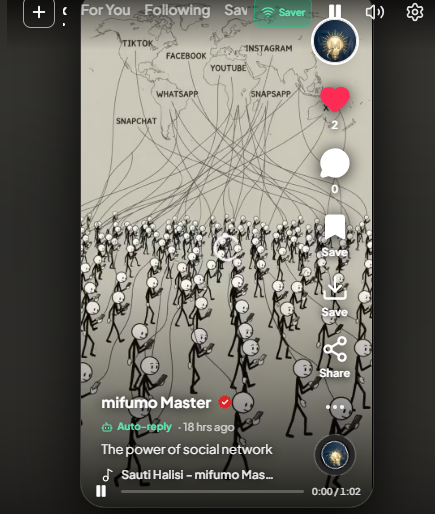 For You Following Sav
Saver
TIKTOK
FACEBOOK
INSTAGRAM
YOUTUBE
WHATSAPP
SNAPSAPP
SNAPCHAT
2
0
Save
Save
Share
mifumo Master
Auto-reply · 18 hrs ago
The power of social network
Sauti Halisi – mifumo Mas...
0:00 / 1:02